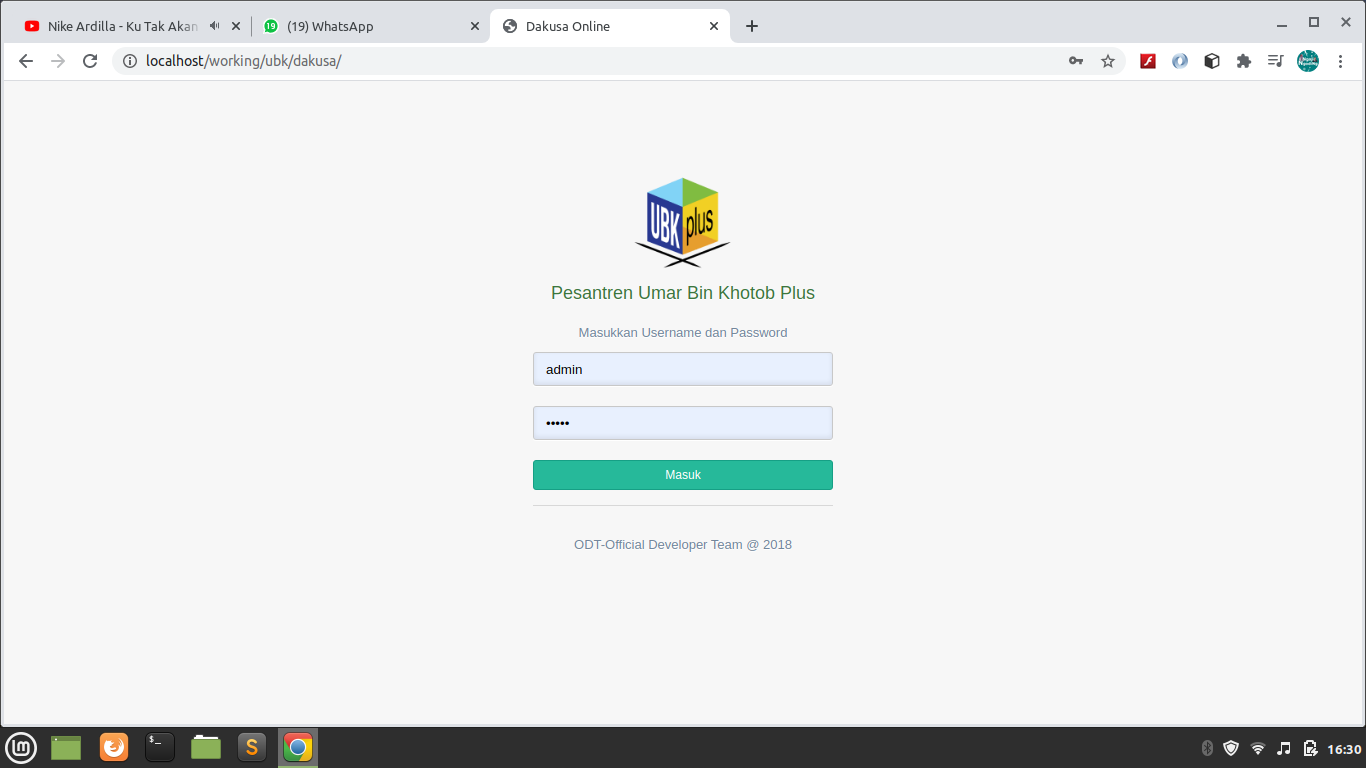 Nike Ardilla - Ku Tak Akan
(19) WhatsApp
Dakusa Online
localhost/working/ubk/dakusa/
UBK plus
Pesantren Umar Bin Khotob Plus
Masukkan Username dan Password
admin
•••••
Masuk
ODT-Official Developer Team @ 2018
16:30